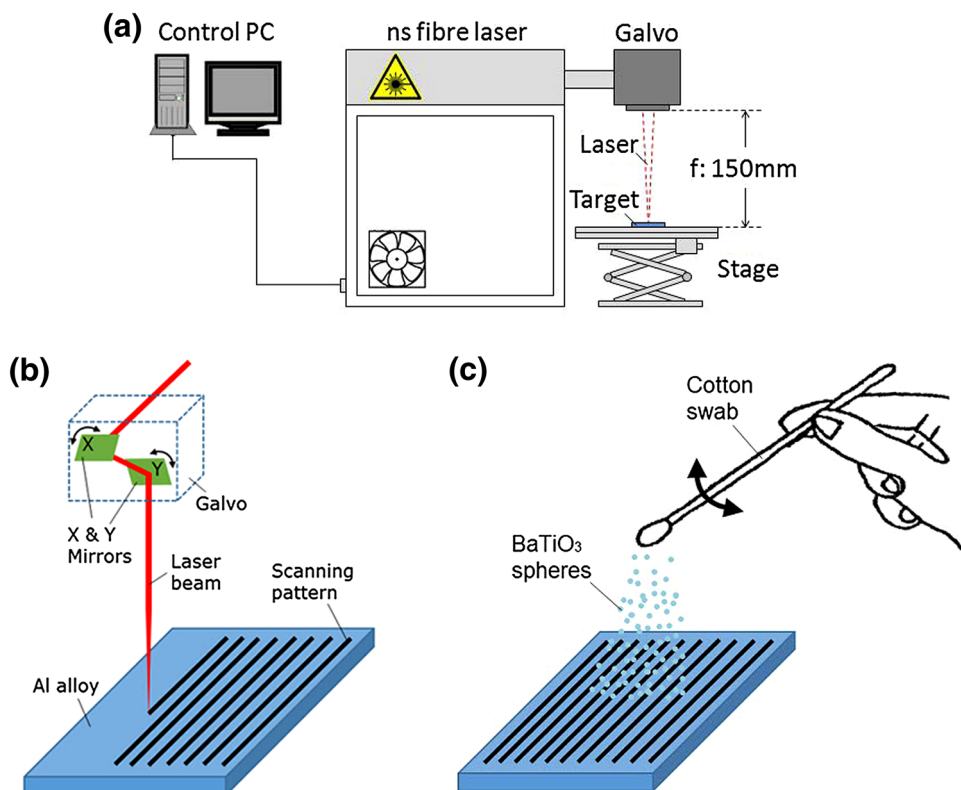 (a)
Control PC
ns fibre laser
Galvo
Laser
f: 150mm
Target
Stage
(b)
X
Y
Galvo
X & Y
Mirrors
Laser
beam
Scanning
pattern
Al alloy
(c)
Cotton
swab
BaTiO₃
spheres